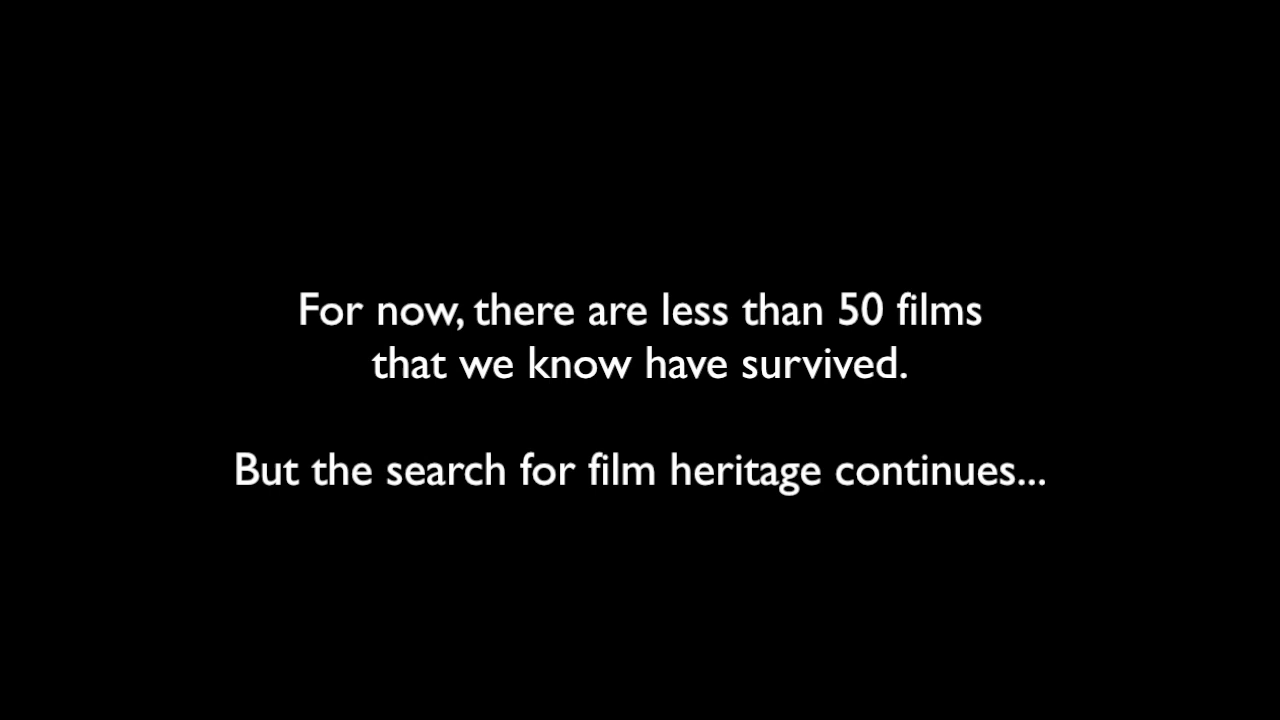 For now, there are less than 50 films
that we know have survived.
But the search for film heritage continues...